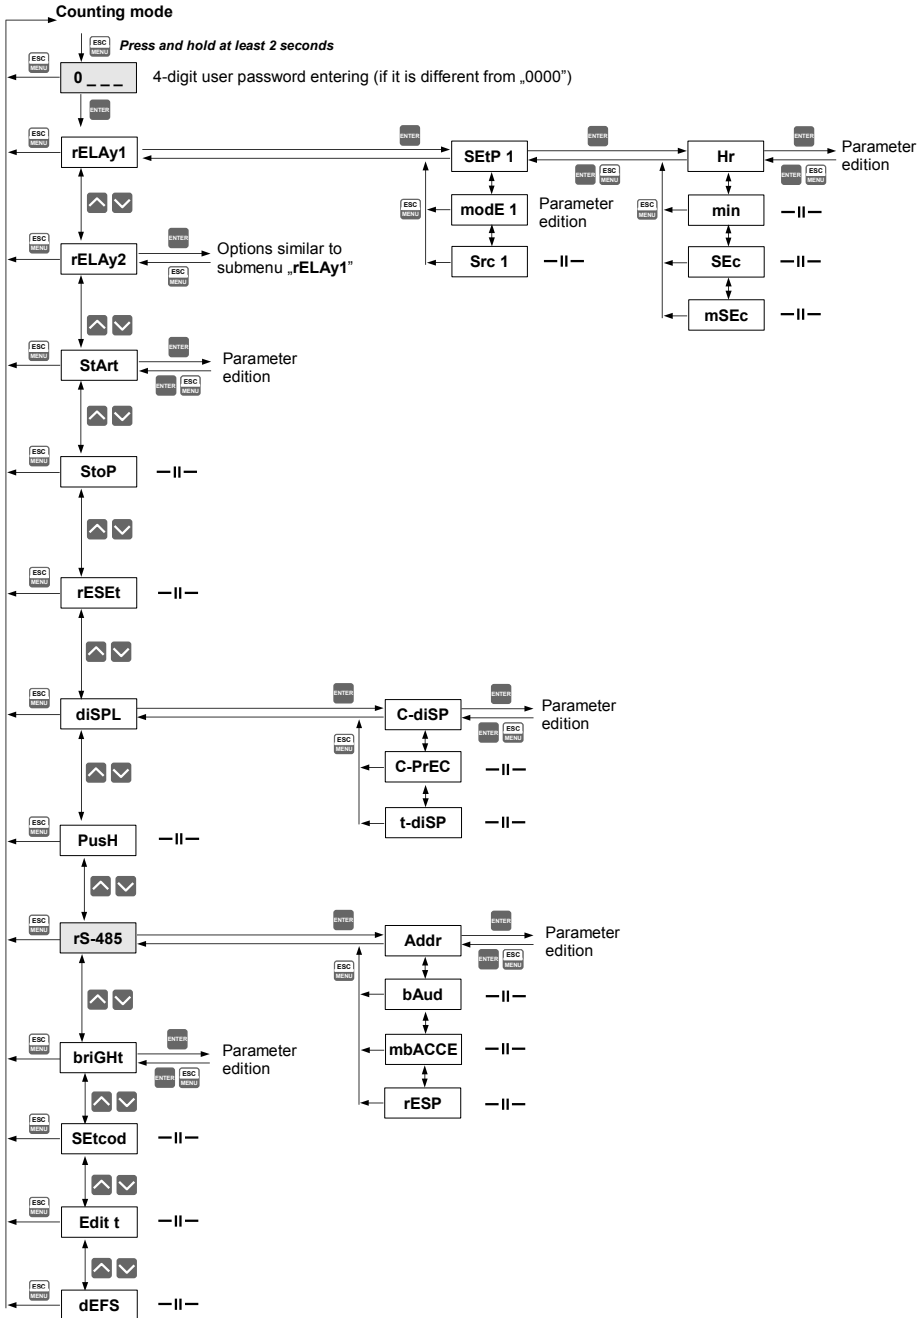 Counting mode
ESC MENU Press and hold at least 2 seconds
ESC MENU
0 _ _ _ 4-digit user password entering (if it is different from „0000")
ENTER
ESC MENU ENTER ENTER ENTER
rELAy1 SEtP 1 Hr Parameter
edition
ENTER ESC MENU ENTER ESC MENU
ESC MENU modE 1 Parameter
edition
ESC MENU min —II—
Src 1 —II— SEc —II—
mSEc —II—
ESC MENU ENTER
rELAy2 Options similar to
submenu „rELAy1"
ESC MENU
ESC MENU ENTER
StArt Parameter
edition
ENTER ESC MENU
ESC MENU
StoP —II—
ESC MENU
rESEt —II—
ESC MENU ENTER ENTER
diSPL C-diSP Parameter
edition
ENTER ESC MENU
ESC MENU
C-PrEC —II—
t-diSP —II—
ESC MENU
PusH —II—
ESC MENU ENTER ENTER
rS-485 Addr Parameter
edition
ENTER ESC MENU
ESC MENU
bAud —II—
mbACCE —II—
rESP —II—
ESC MENU ENTER
briGHt Parameter
edition
ENTER ESC MENU
ESC MENU
SEtcod —II—
ESC MENU
Edit t —II—
ESC MENU
dEFS —II—